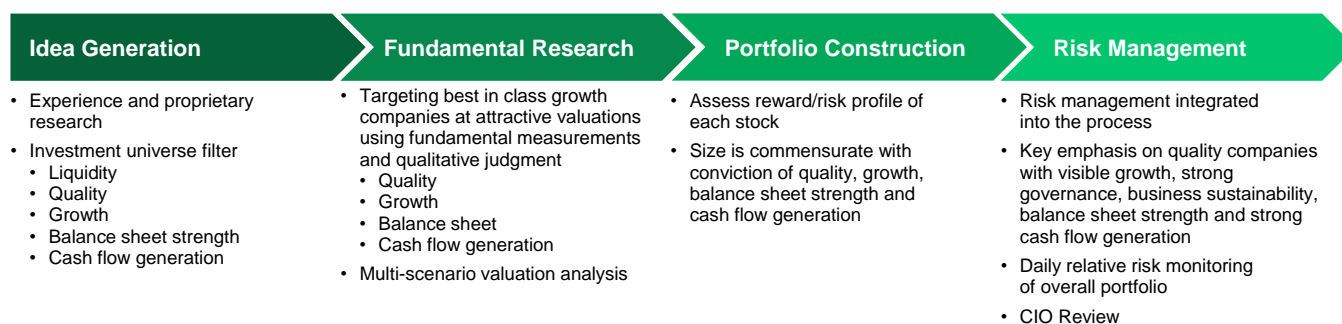 Idea Generation
• Experience and proprietary
research
• Investment universe filter
• Liquidity
• Quality
• Growth
• Balance sheet strength
• Cash flow generation
Fundamental Research
• Targeting best in class growth
companies at attractive valuations
using fundamental measurements
and qualitative judgment
• Quality
• Growth
• Balance sheet
• Cash flow generation
• Multi-scenario valuation analysis
Portfolio Construction
• Assess reward/risk profile of
each stock
• Size is commensurate with
conviction of quality, growth,
balance sheet strength and
cash flow generation
Risk Management
• Risk management integrated
into the process
• Key emphasis on quality companies
with visible growth, strong
governance, business sustainability,
balance sheet strength and strong
cash flow generation
• Daily relative risk monitoring
of overall portfolio
• CIO Review